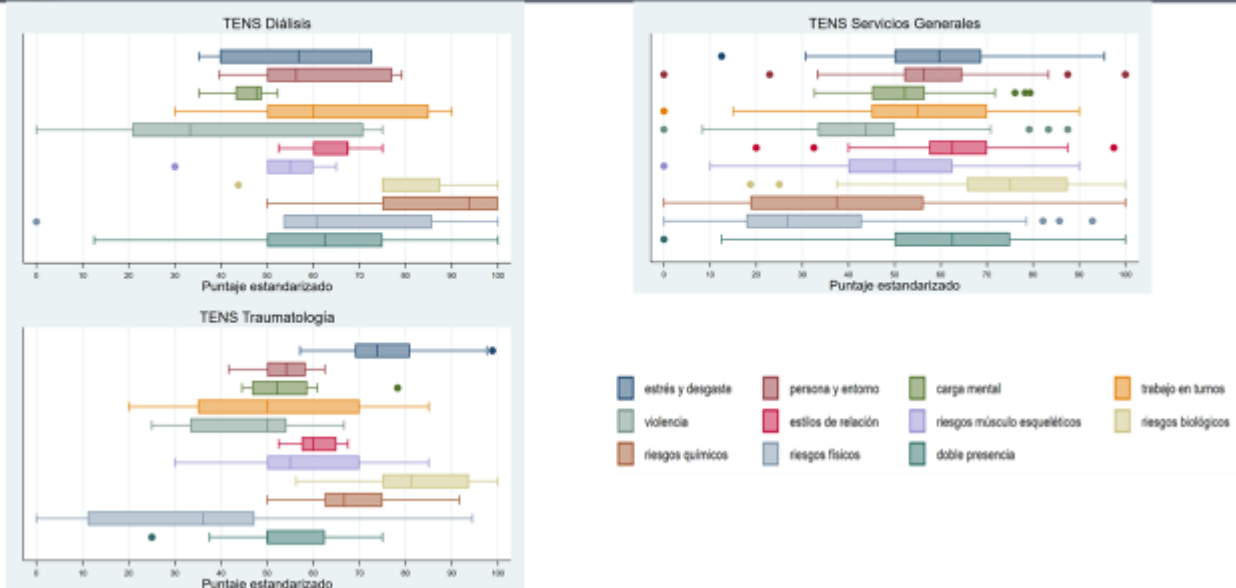 TENS Diálisis
0 10 20 30 40 50 60 70 80 90 100
Puntaje estandarizado
TENS Servicios Generales
0 10 20 30 40 50 60 70 80 90 100
Puntaje estandarizado
TENS Traumatología
0 10 20 30 40 50 60 70 80 90 100
Puntaje estandarizado
estrés y desgaste persona y entorno carga mental trabajo en turnos
violencia estilos de relación riesgos músculo esqueléticos riesgos biológicos
riesgos químicos riesgos físicos doble presencia